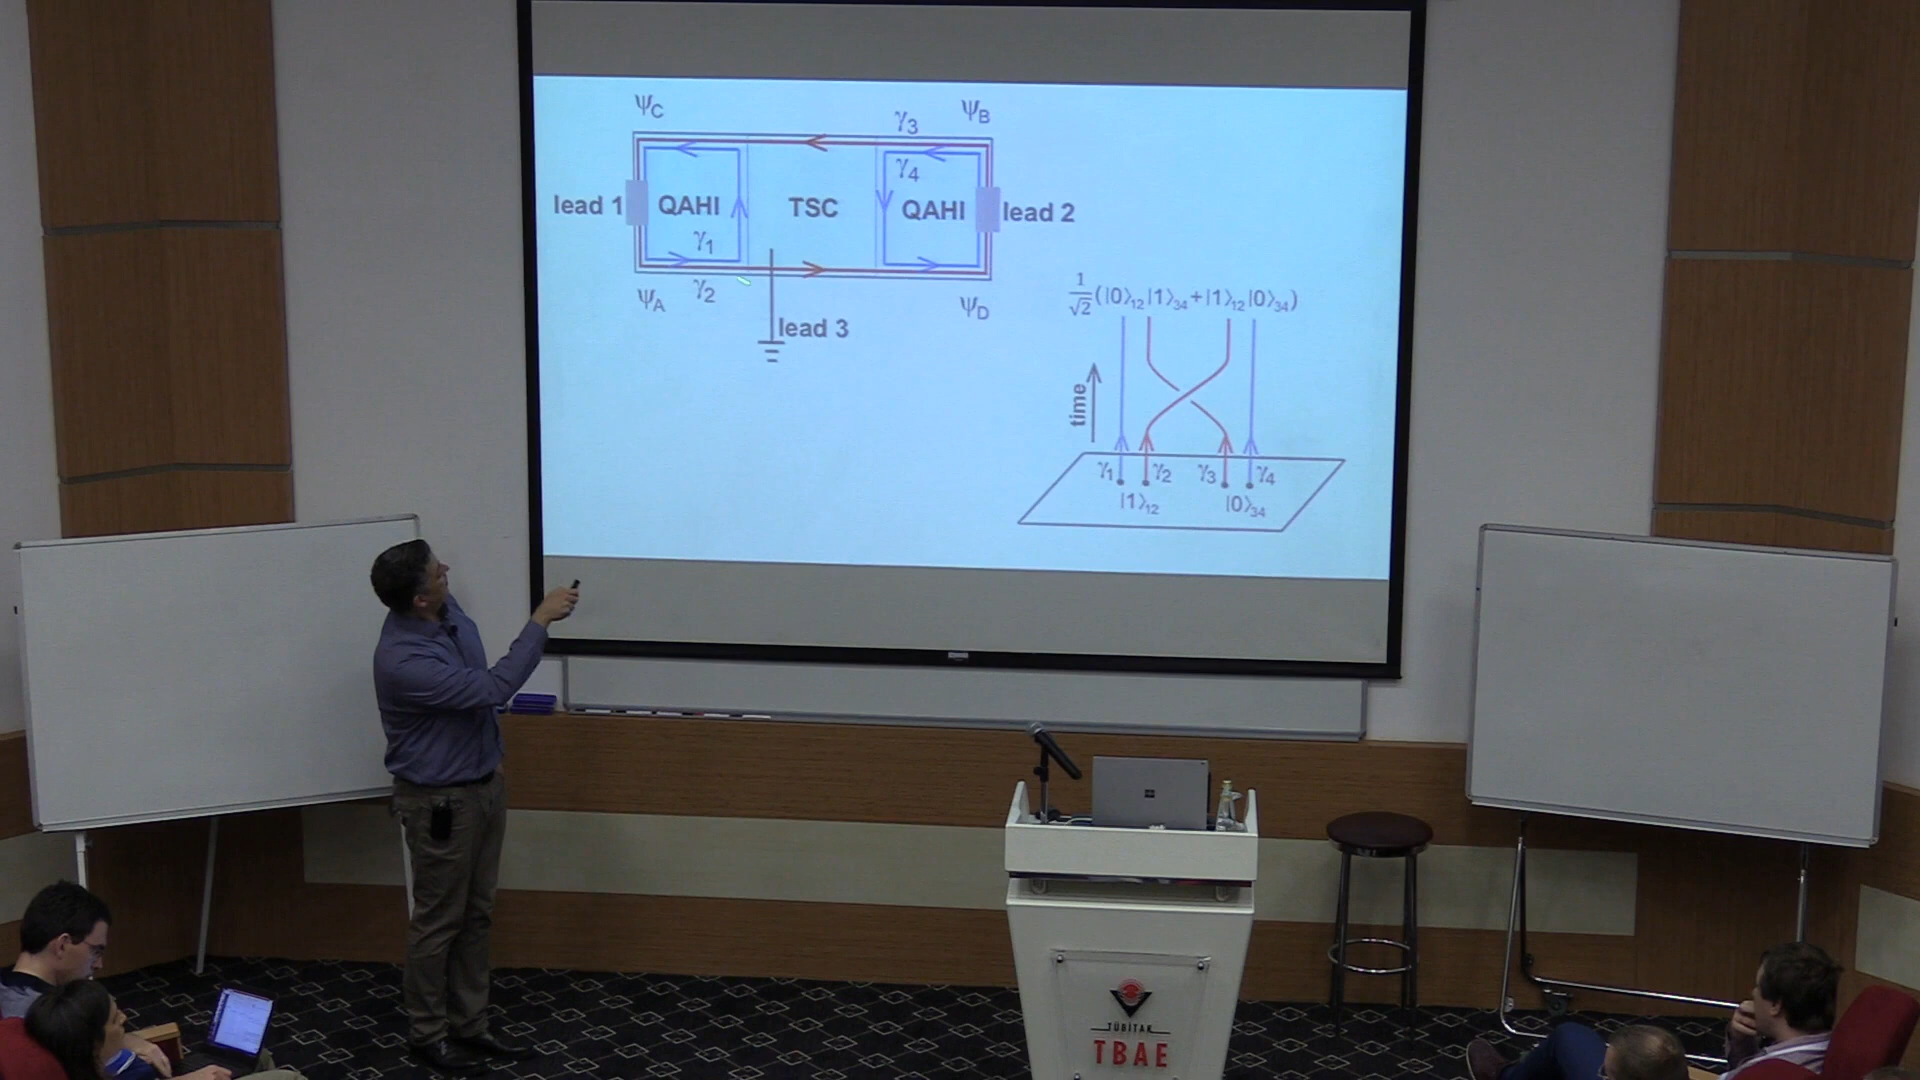 ψC
ψB
γ3
γ4
lead 1
QAHI
TSC
QAHI
lead 2
γ1
γ2
ψA
ψD
lead 3
1/√2 (|0⟩12|1⟩34+|1⟩12|0⟩34)
time
γ1 γ2 γ3 γ4
|1⟩12 |0⟩34
TÜBİTAK
TBAE